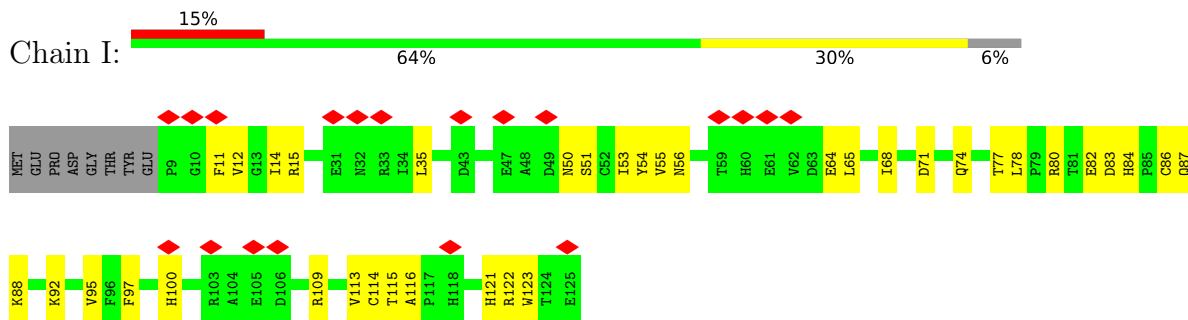 15%
Chain I:
64% 30% 6%
MET GLU PRO ASP GLY THR TYR GLU P9 G10 F11 V12 G13 I14 R15 E31 N32 R33 I34 L35 D43 E47 A48 D49 N50 S51 C52 I53 Y54 V55 N56 T59 H60 E61 V62 D63 E64 L65 I68 D71 Q74 T77 L78 P79 R80 T81 E82 D83 H84 P85 C86 Q87
K88 K92 V95 F96 F97 H100 R103 A104 E105 D106 R109 V113 C114 T115 A116 P117 H118 H121 R122 W123 T124 E125